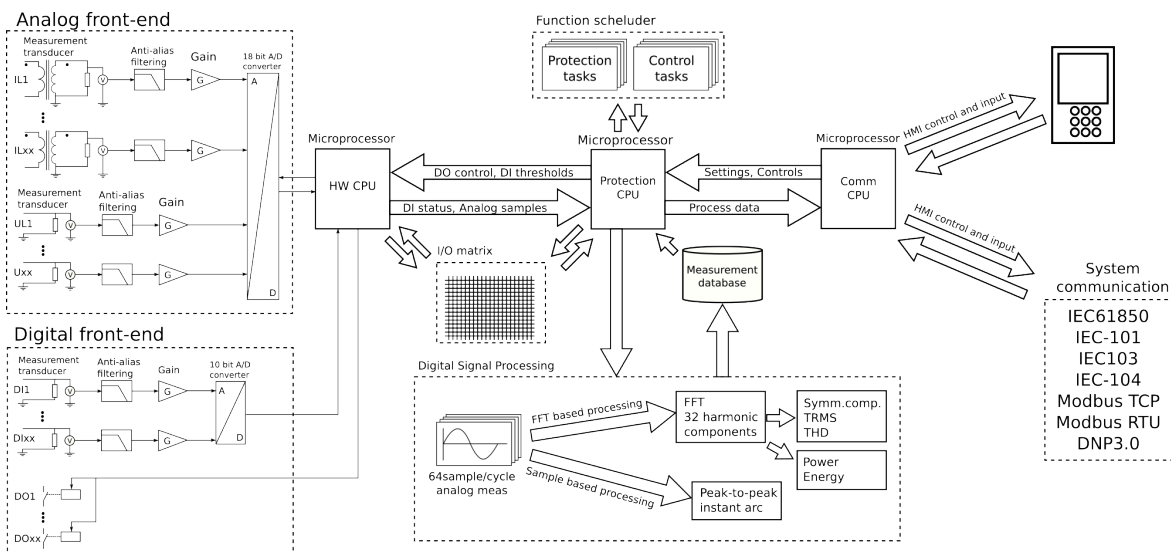 Analog front-end
Measurement
transducer
Anti-alias
filtering
Gain
18 bit A/D
converter
IL1
V
G
A
ILxx
V
G
Measurement
transducer
Anti-alias
filtering
Gain
UL1
V
G
Uxx
V
G
D
Digital front-end
Measurement
transducer
Anti-alias
filtering
Gain
10 bit A/D
converter
DI1
V
G
A
DIxx
V
G
D
DO1
DOxx
Function scheluder
Protection
tasks
Control
tasks
Microprocessor
HW CPU
DO control, DI thresholds
DI status, Analog samples
Microprocessor
Protection
CPU
Settings, Controls
Process data
Microprocessor
Comm
CPU
HMI control and input
HMI control and input
I/O matrix
Measurement
database
System
communication
IEC61850
IEC-101
IEC103
IEC-104
Modbus TCP
Modbus RTU
DNP3.0
Digital Signal Processing
64sample/cycle
analog meas
FFT based processing
Sample based processing
FFT
32 harmonic
components
Symm.comp.
TRMS
THD
Power
Energy
Peak-to-peak
instant arc